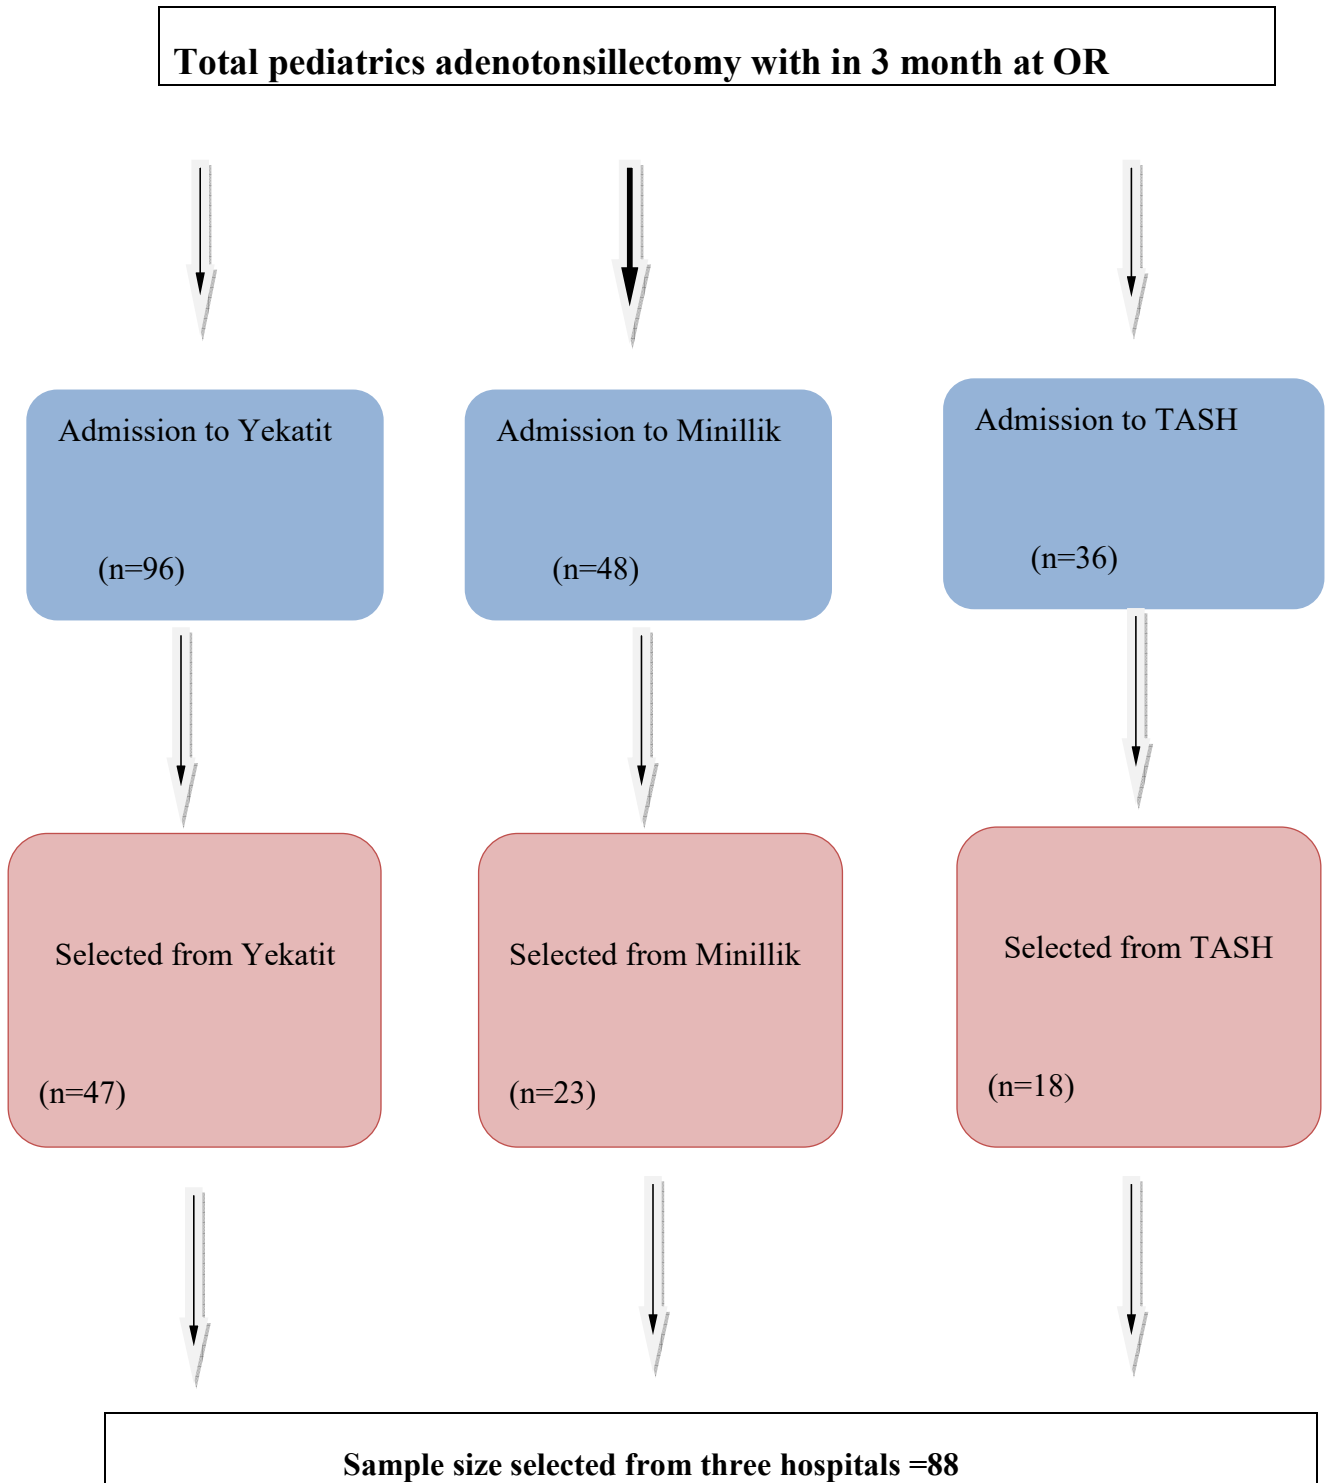 Total pediatrics adenotonsillectomy with in 3 month at OR
Admission to Yekatit
(n=96)
Admission to Minillik
(n=48)
Admission to TASH
(n=36)
Selected from Yekatit
(n=47)
Selected from Minillik
(n=23)
Selected from TASH
(n=18)
Sample size selected from three hospitals =88